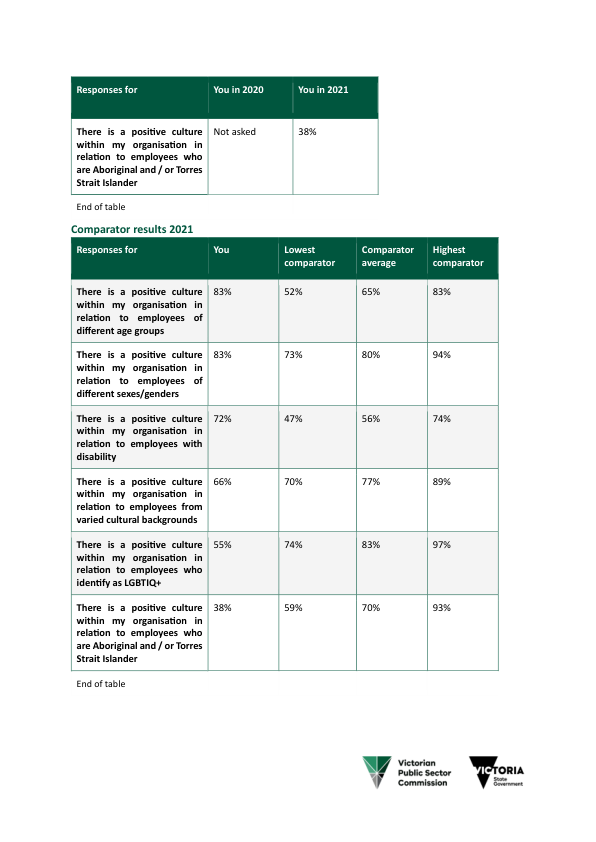 Responses for You in 2020 You in 2021
There is a positive culture Not asked 38%
within my organisation in
relation to employees who
are Aboriginal and / or Torres
Strait Islander
End of table
Comparator results 2021
Responses for You Lowest Comparator Highest
comparator average comparator
There is a positive culture 83% 52% 65% 83%
within my organisation in
relation to employees of
different age groups
There is a positive culture 83% 73% 80% 94%
within my organisation in
relation to employees of
different sexes/genders
There is a positive culture 72% 47% 56% 74%
within my organisation in
relation to employees with
disability
There is a positive culture 66% 70% 77% 89%
within my organisation in
relation to employees from
varied cultural backgrounds
There is a positive culture 55% 74% 83% 97%
within my organisation in
relation to employees who
identify as LGBTIQ+
There is a positive culture 38% 59% 70% 93%
within my organisation in
relation to employees who
are Aboriginal and / or Torres
Strait Islander
End of table
Victorian
Public Sector
Commission
VICTORIA
State
Government